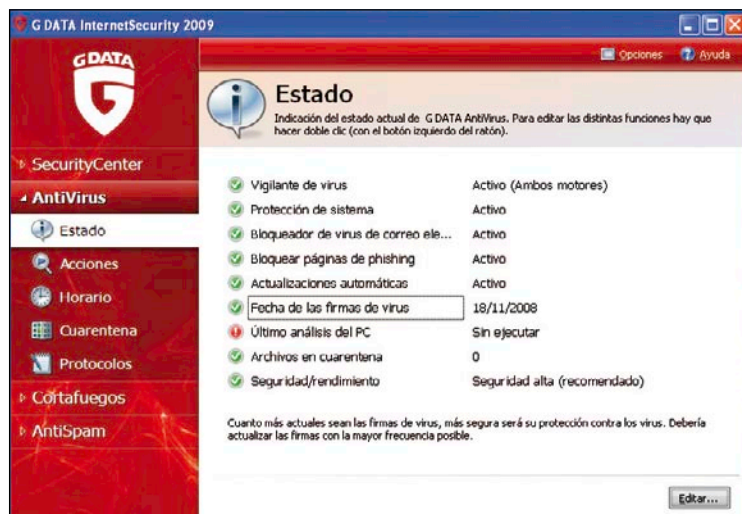 G DATA InternetSecurity 2009
Opciones
Ayuda
G DATA
G
Estado
Indicación del estado actual de G DATA AntiVirus. Para editar las distintas funciones hay que
hacer doble clic (con el botón izquierdo del ratón).
SecurityCenter
AntiVirus
Estado
Acciones
Horario
Cuarentena
Protocolos
Cortafuegos
AntiSpam
Vigilante de virus Activo (Ambos motores)
Protección de sistema Activo
Bloqueador de virus de correo ele... Activo
Bloquear páginas de phishing Activo
Actualizaciones automáticas Activo
Fecha de las firmas de virus 18/11/2008
Último análisis del PC Sin ejecutar
Archivos en cuarentena 0
Seguridad/rendimiento Seguridad alta (recomendado)
Cuanto más actuales sean las firmas de virus, más segura será su protección contra los virus. Debería
actualizar las firmas con la mayor frecuencia posible.
Editar...